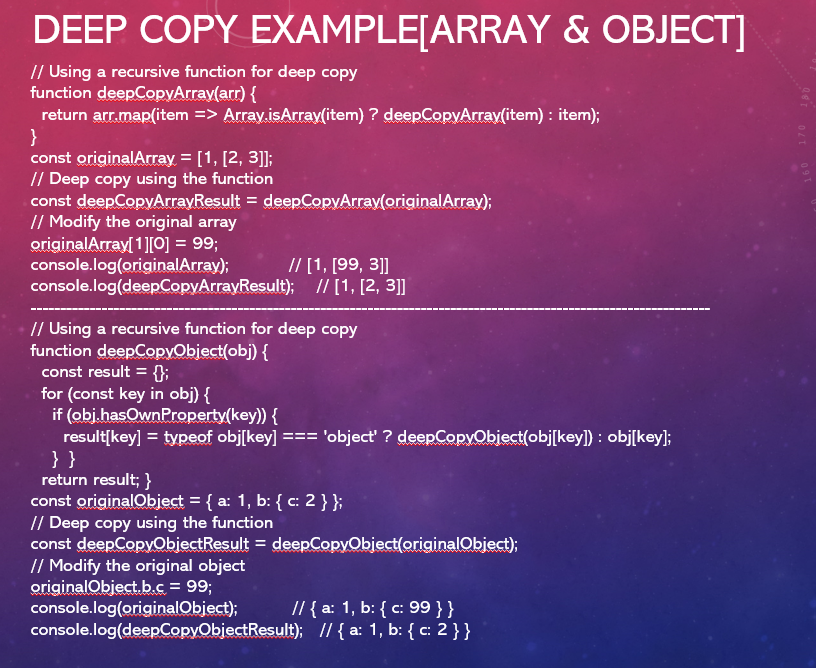 DEEP COPY EXAMPLE[ARRAY & OBJECT]
// Using a recursive function for deep copy
function deepCopyArray(arr) {
return arr.map(item => Array.isArray(item) ? deepCopyArray(item) : item);
}
const originalArray = [1, [2, 3]];
// Deep copy using the function
const deepCopyArrayResult = deepCopyArray(originalArray);
// Modify the original array
originalArray[1][0] = 99;
console.log(originalArray); // [1, [99, 3]]
console.log(deepCopyArrayResult); // [1, [2, 3]]
// Using a recursive function for deep copy
function deepCopyObject(obj) {
const result = {};
for (const key in obj) {
if (obj.hasOwnProperty(key)) {
result[key] = typeof obj[key] === 'object' ? deepCopyObject(obj[key]) : obj[key];
} }
return result; }
const originalObject = { a: 1, b: { c: 2 } };
// Deep copy using the function
const deepCopyObjectResult = deepCopyObject(originalObject);
// Modify the original object
originalObject.b.c = 99;
console.log(originalObject); // { a: 1, b: { c: 99 } }
console.log(deepCopyObjectResult); // { a: 1, b: { c: 2 } }
170
160